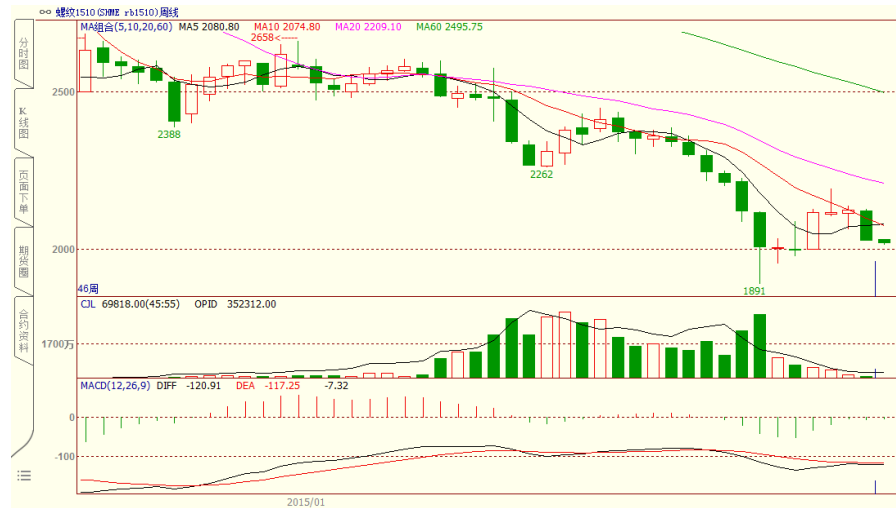 螺纹1510(SHME rb1510)周线
MA组合(5,10,20,60) MA5 2080.80 MA10 2074.80 MA20 2209.10 MA60 2495.75
2658<-----
2500
2388
2262
2000
1891
46周
CJL 69818.00(45:55) OPID 352312.00
1700万
MACD(12,26,9) DIFF -120.91 DEA -117.25 -7.32
0
-100
2015/01
分时图
K线图
页面下单
期货圈
合约资料